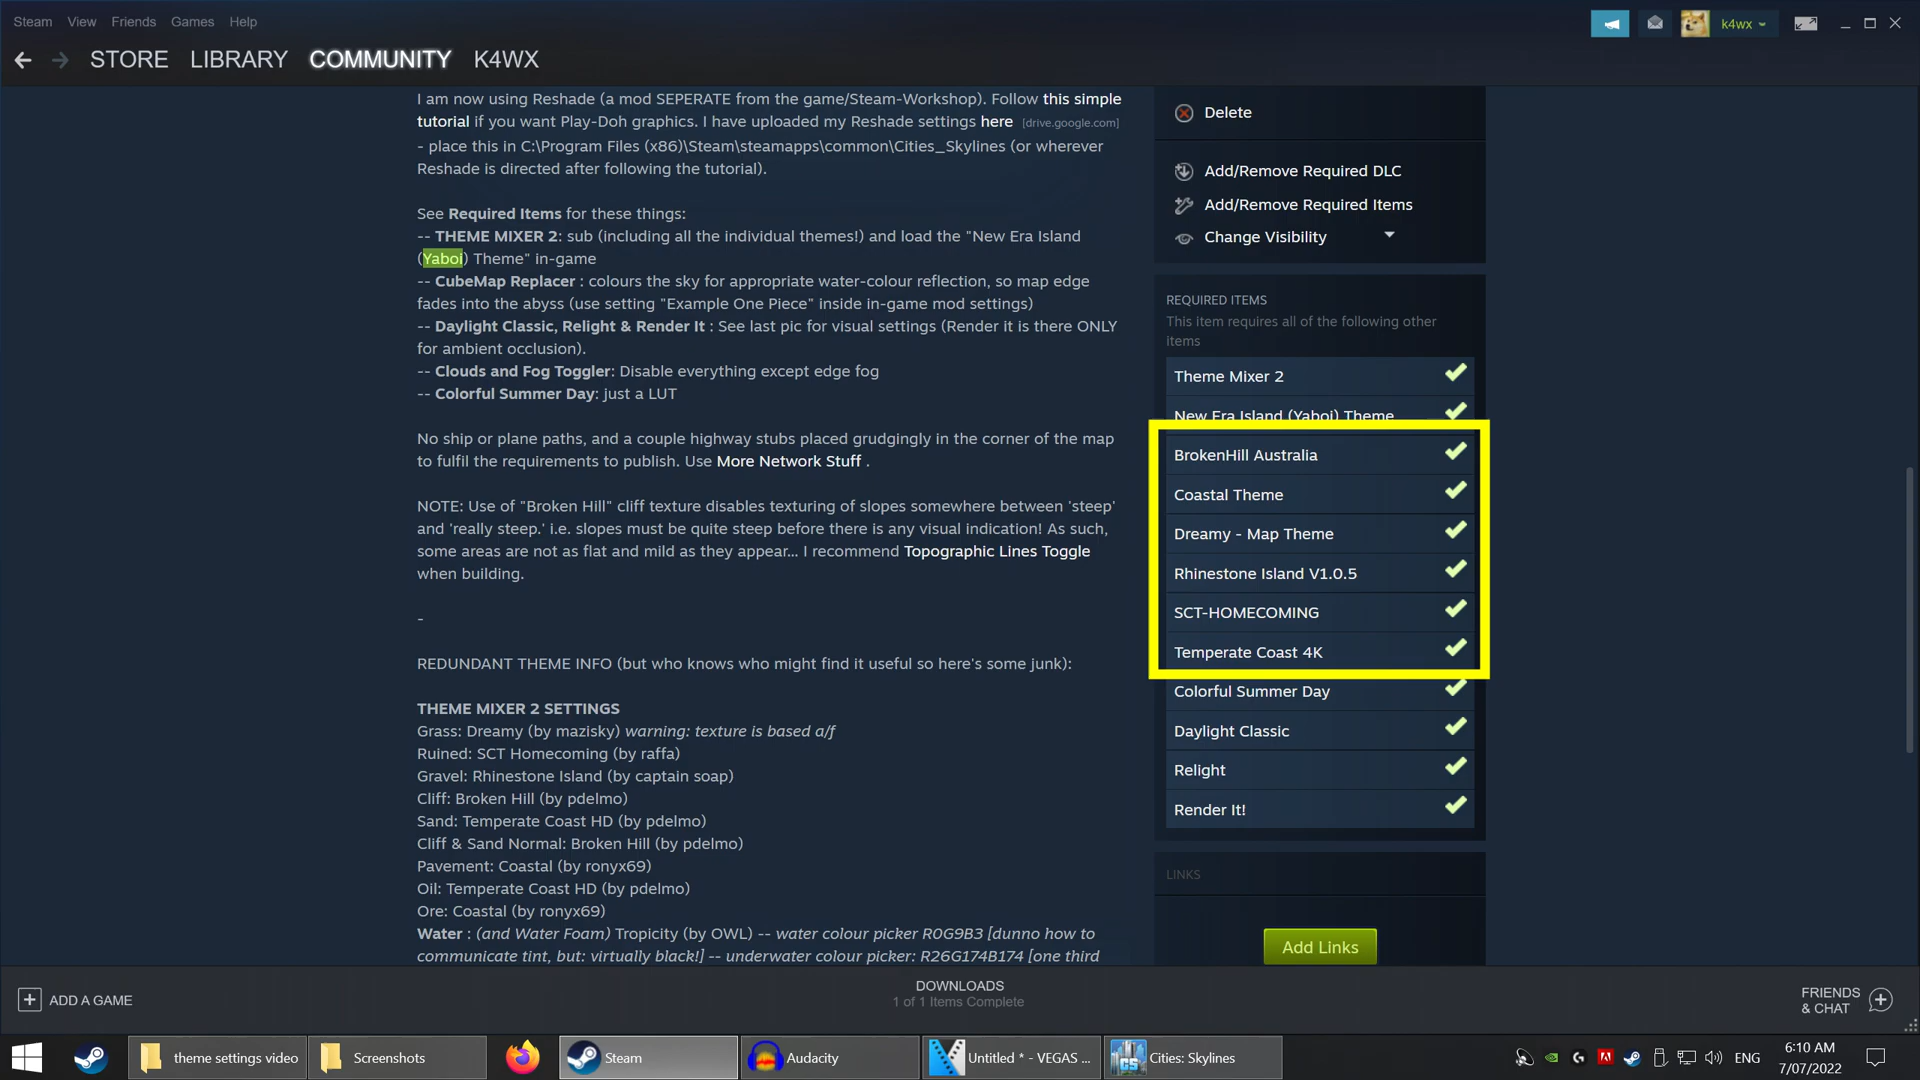 Steam View Friends Games Help
k4wx
STORE LIBRARY COMMUNITY K4WX
I am now using Reshade (a mod SEPERATE from the game/Steam-Workshop). Follow this simple
tutorial if you want Play-Doh graphics. I have uploaded my Reshade settings here [drive.google.com]
- place this in C:\Program Files (x86)\Steam\steamapps\common\Cities_Skylines (or wherever
Reshade is directed after following the tutorial).
See Required Items for these things:
-- THEME MIXER 2: sub (including all the individual themes!) and load the "New Era Island
(Yaboi) Theme" in-game
-- CubeMap Replacer : colours the sky for appropriate water-colour reflection, so map edge
fades into the abyss (use setting "Example One Piece" inside in-game mod settings)
-- Daylight Classic, Relight & Render It : See last pic for visual settings (Render it is there ONLY
for ambient occlusion).
-- Clouds and Fog Toggler: Disable everything except edge fog
-- Colorful Summer Day: just a LUT
No ship or plane paths, and a couple highway stubs placed grudgingly in the corner of the map
to fulfil the requirements to publish. Use More Network Stuff .
NOTE: Use of "Broken Hill" cliff texture disables texturing of slopes somewhere between 'steep'
and 'really steep.' i.e. slopes must be quite steep before there is any visual indication! As such,
some areas are not as flat and mild as they appear... I recommend Topographic Lines Toggle
when building.
-
REDUNDANT THEME INFO (but who knows who might find it useful so here's some junk):
THEME MIXER 2 SETTINGS
Grass: Dreamy (by mazisky) warning: texture is based a/f
Ruined: SCT Homecoming (by raffa)
Gravel: Rhinestone Island (by captain soap)
Cliff: Broken Hill (by pdelmo)
Sand: Temperate Coast HD (by pdelmo)
Cliff & Sand Normal: Broken Hill (by pdelmo)
Pavement: Coastal (by ronyx69)
Oil: Temperate Coast HD (by pdelmo)
Ore: Coastal (by ronyx69)
Water : (and Water Foam) Tropicity (by OWL) -- water colour picker R0G9B3 [dunno how to
communicate tint, but: virtually black!] -- underwater colour picker: R26G174B174 [one third
Delete
Add/Remove Required DLC
Add/Remove Required Items
Change Visibility
REQUIRED ITEMS
This item requires all of the following other
items
Theme Mixer 2
New Era Island (Yaboi) Theme
BrokenHill Australia
Coastal Theme
Dreamy - Map Theme
Rhinestone Island V1.0.5
SCT-HOMECOMING
Temperate Coast 4K
Colorful Summer Day
Daylight Classic
Relight
Render It!
LINKS
Add Links
ADD A GAME
DOWNLOADS
1 of 1 Items Complete
FRIENDS
& CHAT
theme settings video
Screenshots
Steam
Audacity
Untitled * - VEGAS ...
CS
Cities: Skylines
ENG
6:10 AM
7/07/2022